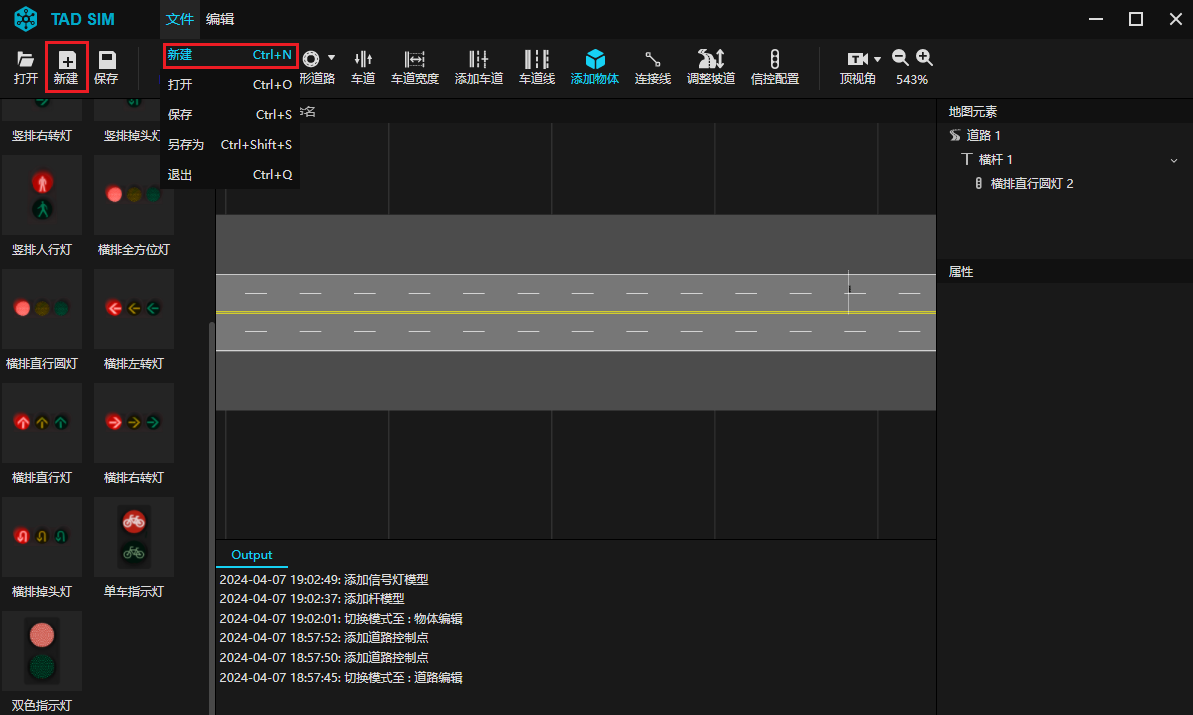 TAD SIM
文件 编辑
打开 新建 保存
形道路 车道 车道宽度 添加车道 车道线 添加物体 连接线 调整坡道 信控配置 顶视角 543%
新建 Ctrl+N
打开 Ctrl+O
保存 Ctrl+S
另存为 Ctrl+Shift+S
退出 Ctrl+Q
竖排右转灯 竖排掉头灯
竖排人行灯 横排全方位灯
横排直行圆灯 横排左转灯
横排直行灯 横排右转灯
横排掉头灯 单车指示灯
双色指示灯
名
地图元素
道路 1
横杆 1
横排直行圆灯 2
属性
Output
2024-04-07 19:02:49: 添加信号灯模型
2024-04-07 19:02:37: 添加杆模型
2024-04-07 19:02:01: 切换模式至 : 物体编辑
2024-04-07 18:57:52: 添加道路控制点
2024-04-07 18:57:50: 添加道路控制点
2024-04-07 18:57:45: 切换模式至 : 道路编辑